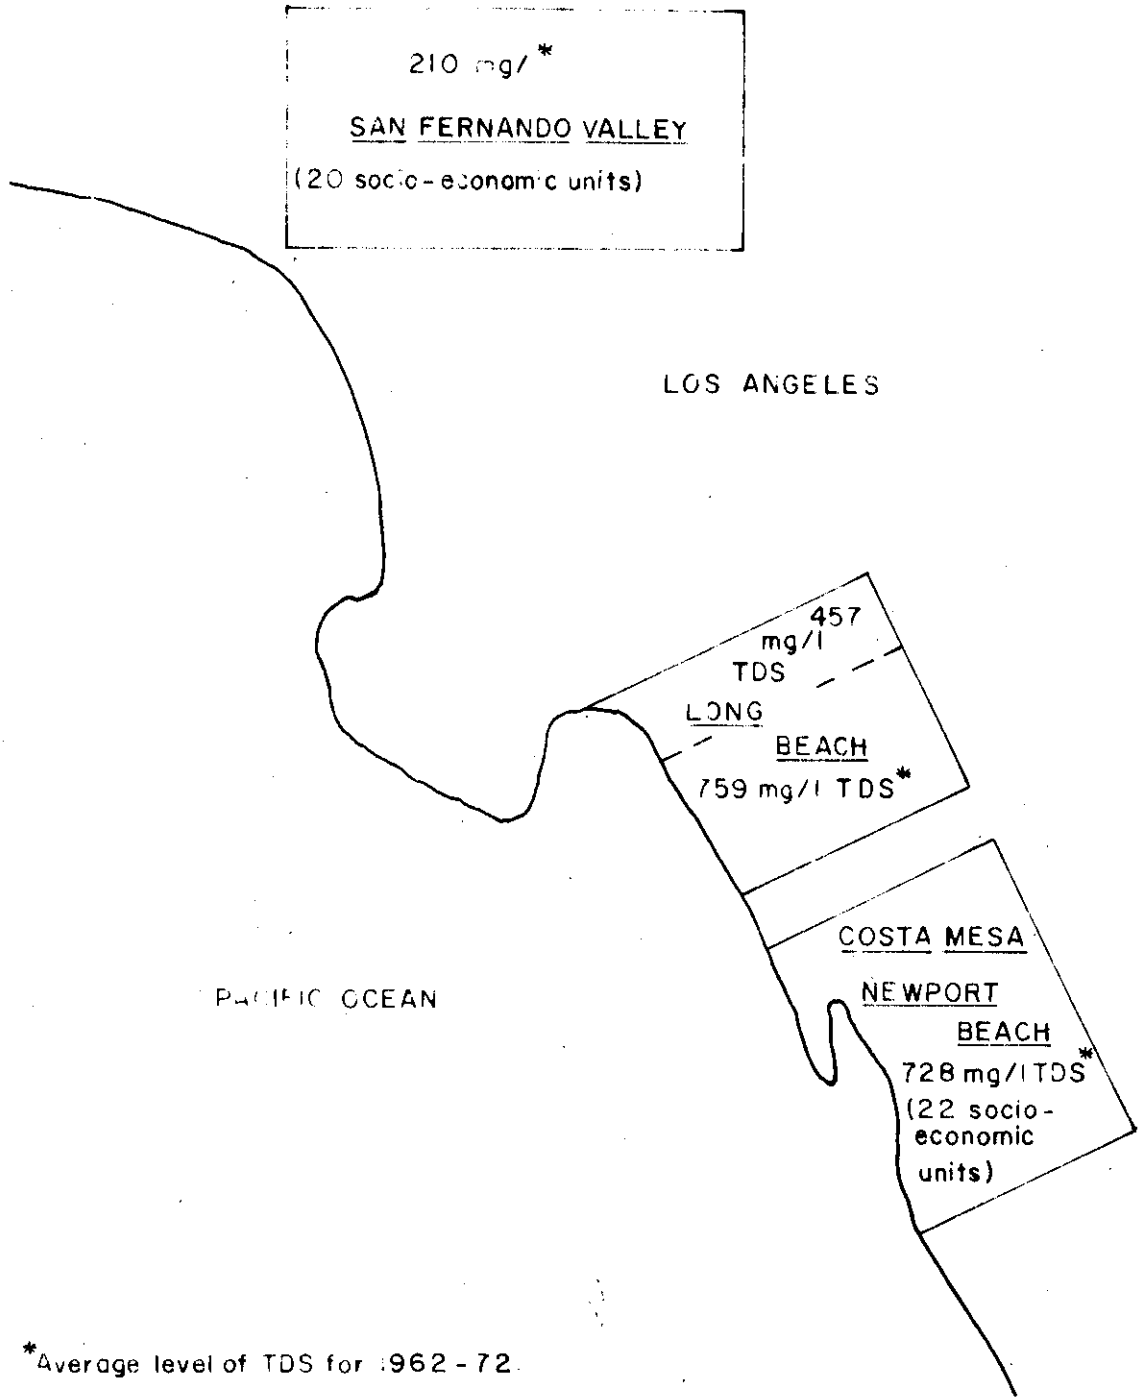 210 mg/*
SAN FERNANDO VALLEY
(20 socio-economic units)
LOS ANGELES
457
mg/l
TDS
LONG
BEACH
759 mg/l TDS*
COSTA MESA
NEWPORT
BEACH
728 mg/l TDS*
(22 socio-
economic
units)
PACIFIC OCEAN
*Average level of TDS for 1962-72.